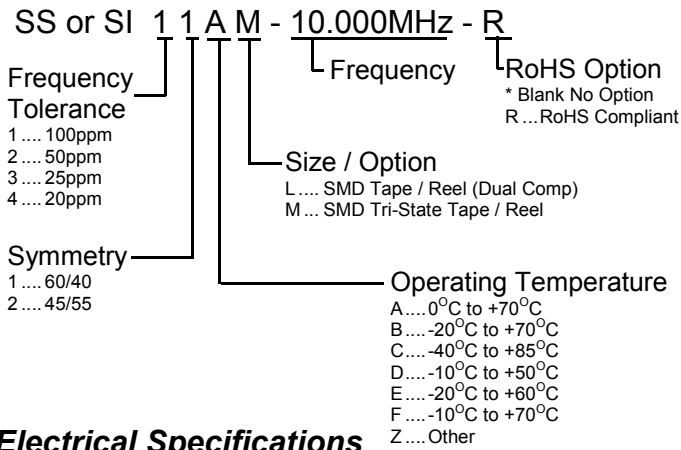 SS or SI 1 1 A M - 10.000MHz - R
Frequency
Tolerance
1 .... 100ppm
2 .... 50ppm
3 .... 25ppm
4 .... 20ppm
Frequency
RoHS Option
* Blank No Option
R ... RoHS Compliant
Size / Option
L .... SMD Tape / Reel (Dual Comp)
M ... SMD Tri-State Tape / Reel
Symmetry
1 .... 60/40
2 .... 45/55
Operating Temperature
A .... 0°C to +70°C
B .... -20°C to +70°C
C .... -40°C to +85°C
D .... -10°C to +50°C
E .... -20°C to +60°C
F .... -10°C to +70°C
Z .... Other
Electrical Specifications